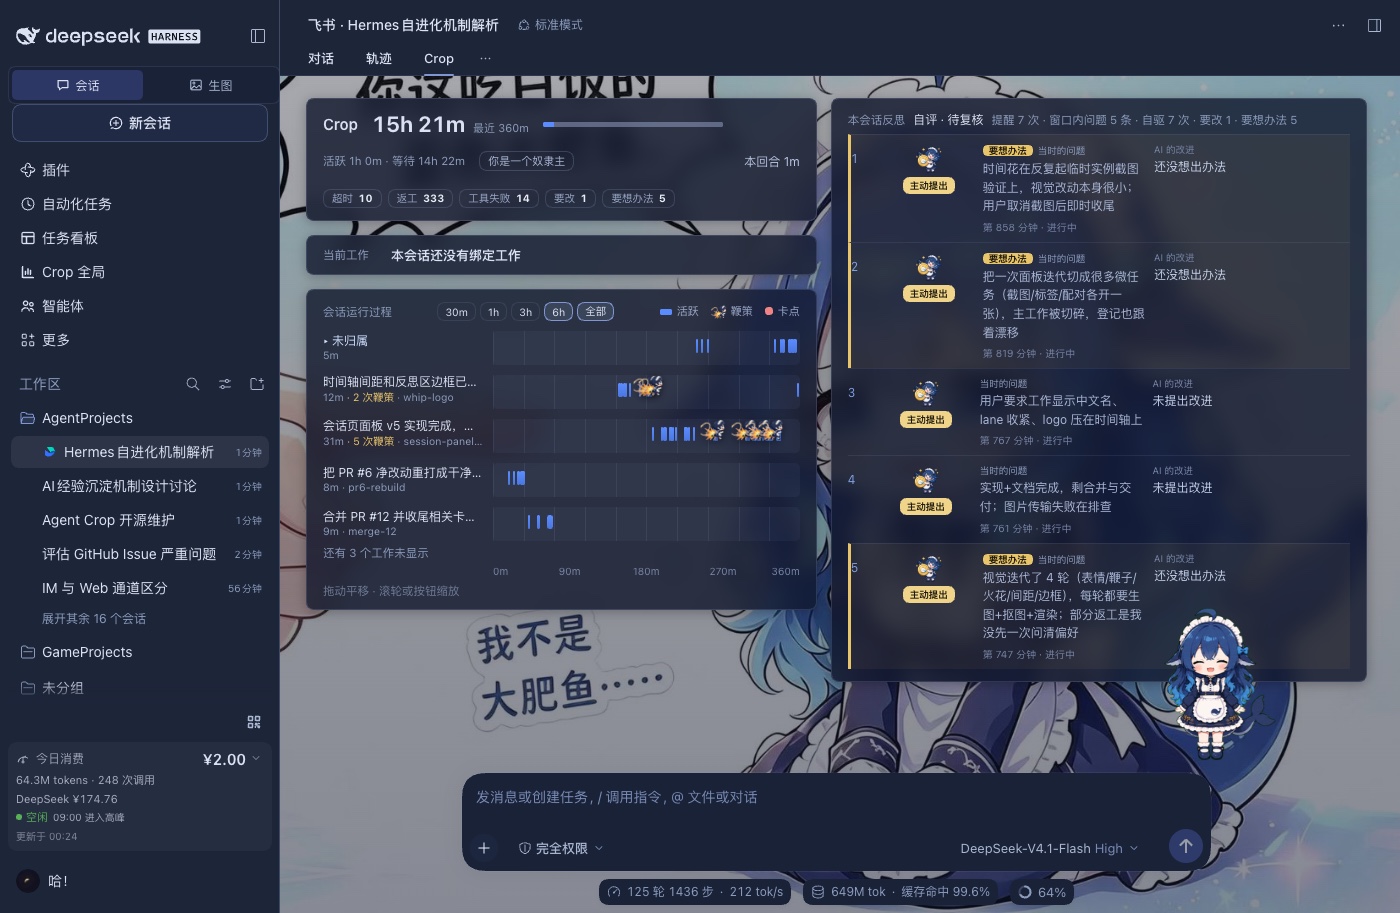 deepseek HARNESS
会话
生图
新会话
插件
自动化任务
任务看板
Crop 全局
智能体
更多
工作区
AgentProjects
Hermes 自进化机制解析 1分钟
AI 经验沉淀机制设计讨论 1分钟
Agent Crop 开源维护 1分钟
评估 GitHub Issue 严重问题 2分钟
IM 与 Web 通道区分 56分钟
展开其余 16 个会话
GameProjects
未分组
今日消费 ¥2.00
64.3M tokens · 248 次调用
DeepSeek ¥174.76
空闲 09:00 进入高峰
更新于 00:24
哈！
飞书 · Hermes 自进化机制解析 标准模式
对话 轨迹 Crop ···
你这吃白饭的
Crop 15h 21m 最近 360m
活跃 1h 0m · 等待 14h 22m 你是一个奴隶主 本回合 1m
超时 10 返工 333 工具失败 14 要改 1 要想办法 5
当前工作 本会话还没有绑定工作
会话运行过程 30m 1h 3h 6h 全部 活跃 鞭策 卡点
▸ 未归属
5m
时间轴间距和反思区边框已...
12m · 2 次鞭策 · whip-logo
会话页面板 v5 实现完成，...
31m · 5 次鞭策 · session-panel...
把 PR #6 净改动重打成干净...
8m · pr6-rebuild
合并 PR #12 并收尾相关卡...
9m · merge-12
还有 3 个工作未显示
0m 90m 180m 270m 360m
拖动平移 · 滚轮或按钮缩放
本会话反思 自评 · 待复核 提醒 7 次 · 窗口内问题 5 条 · 自驱 7 次 · 要改 1 · 要想办法 5
1
主动提出
要想办法 当时的问题
时间花在反复起临时实例截图
验证上，视觉改动本身很小；
用户取消截图后即时收尾
第 858 分钟 · 进行中
AI 的改进
还没想出办法
2
主动提出
要想办法 当时的问题
把一次面板迭代切成很多微任
务（截图/标签/配对各开一
张），主工作被切碎，登记也跟
着漂移
第 819 分钟 · 进行中
AI 的改进
还没想出办法
3
主动提出
当时的问题
用户要求工作显示中文名、
lane 收紧、logo 压在时间轴上
第 767 分钟 · 进行中
AI 的改进
未提出改进
4
主动提出
当时的问题
实现+文档完成，剩合并与交
付；图片传输失败在排查
第 761 分钟 · 进行中
AI 的改进
未提出改进
5
主动提出
要想办法 当时的问题
视觉迭代了 4 轮（表情/鞭子/
火花/间距/边框），每轮都要生
图+抠图+渲染；部分返工是我
没先一次问清偏好
第 747 分钟 · 进行中
AI 的改进
还没想出办法
我不是
大肥鱼·····
发消息或创建任务, / 调用指令, @ 文件或对话
完全权限
DeepSeek-V4.1-Flash High
125 轮 1436 步 · 212 tok/s
649M tok · 缓存命中 99.6%
64%